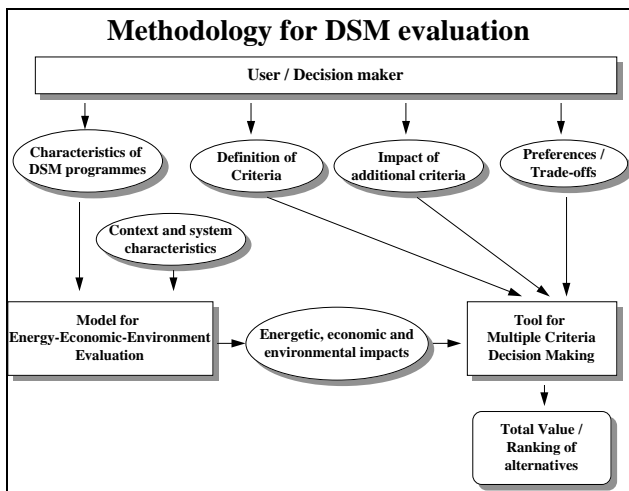 Methodology for DSM evaluation
User / Decision maker
Characteristics of
DSM programmes
Definition of
Criteria
Impact of
additional criteria
Preferences /
Trade-offs
Context and system
characteristics
Model for
Energy-Economic-Environment
Evaluation
Energetic, economic and
environmental impacts
Tool for
Multiple Criteria
Decision Making
Total Value /
Ranking of
alternatives